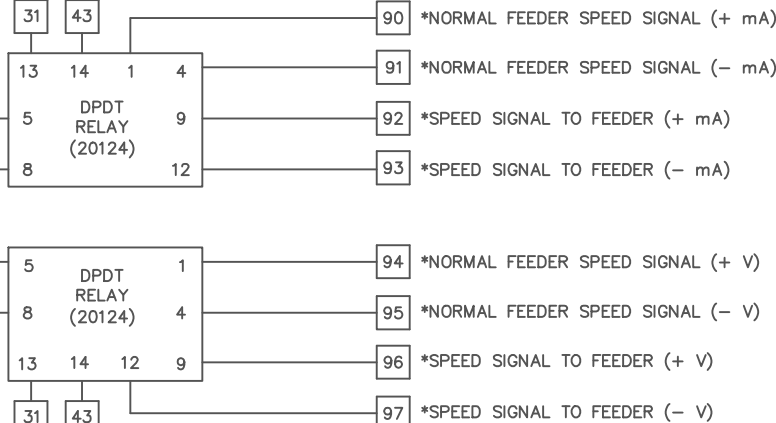 31 43 90 *NORMAL FEEDER SPEED SIGNAL (+ mA)
13 14 1 4 91 *NORMAL FEEDER SPEED SIGNAL (− mA)
DPDT
5 RELAY 9 92 *SPEED SIGNAL TO FEEDER (+ mA)
(20124)
8 12 93 *SPEED SIGNAL TO FEEDER (− mA)
5 1 94 *NORMAL FEEDER SPEED SIGNAL (+ V)
DPDT
RELAY
8 (20124) 4 95 *NORMAL FEEDER SPEED SIGNAL (− V)
13 14 12 9 96 *SPEED SIGNAL TO FEEDER (+ V)
31 43 97 *SPEED SIGNAL TO FEEDER (− V)